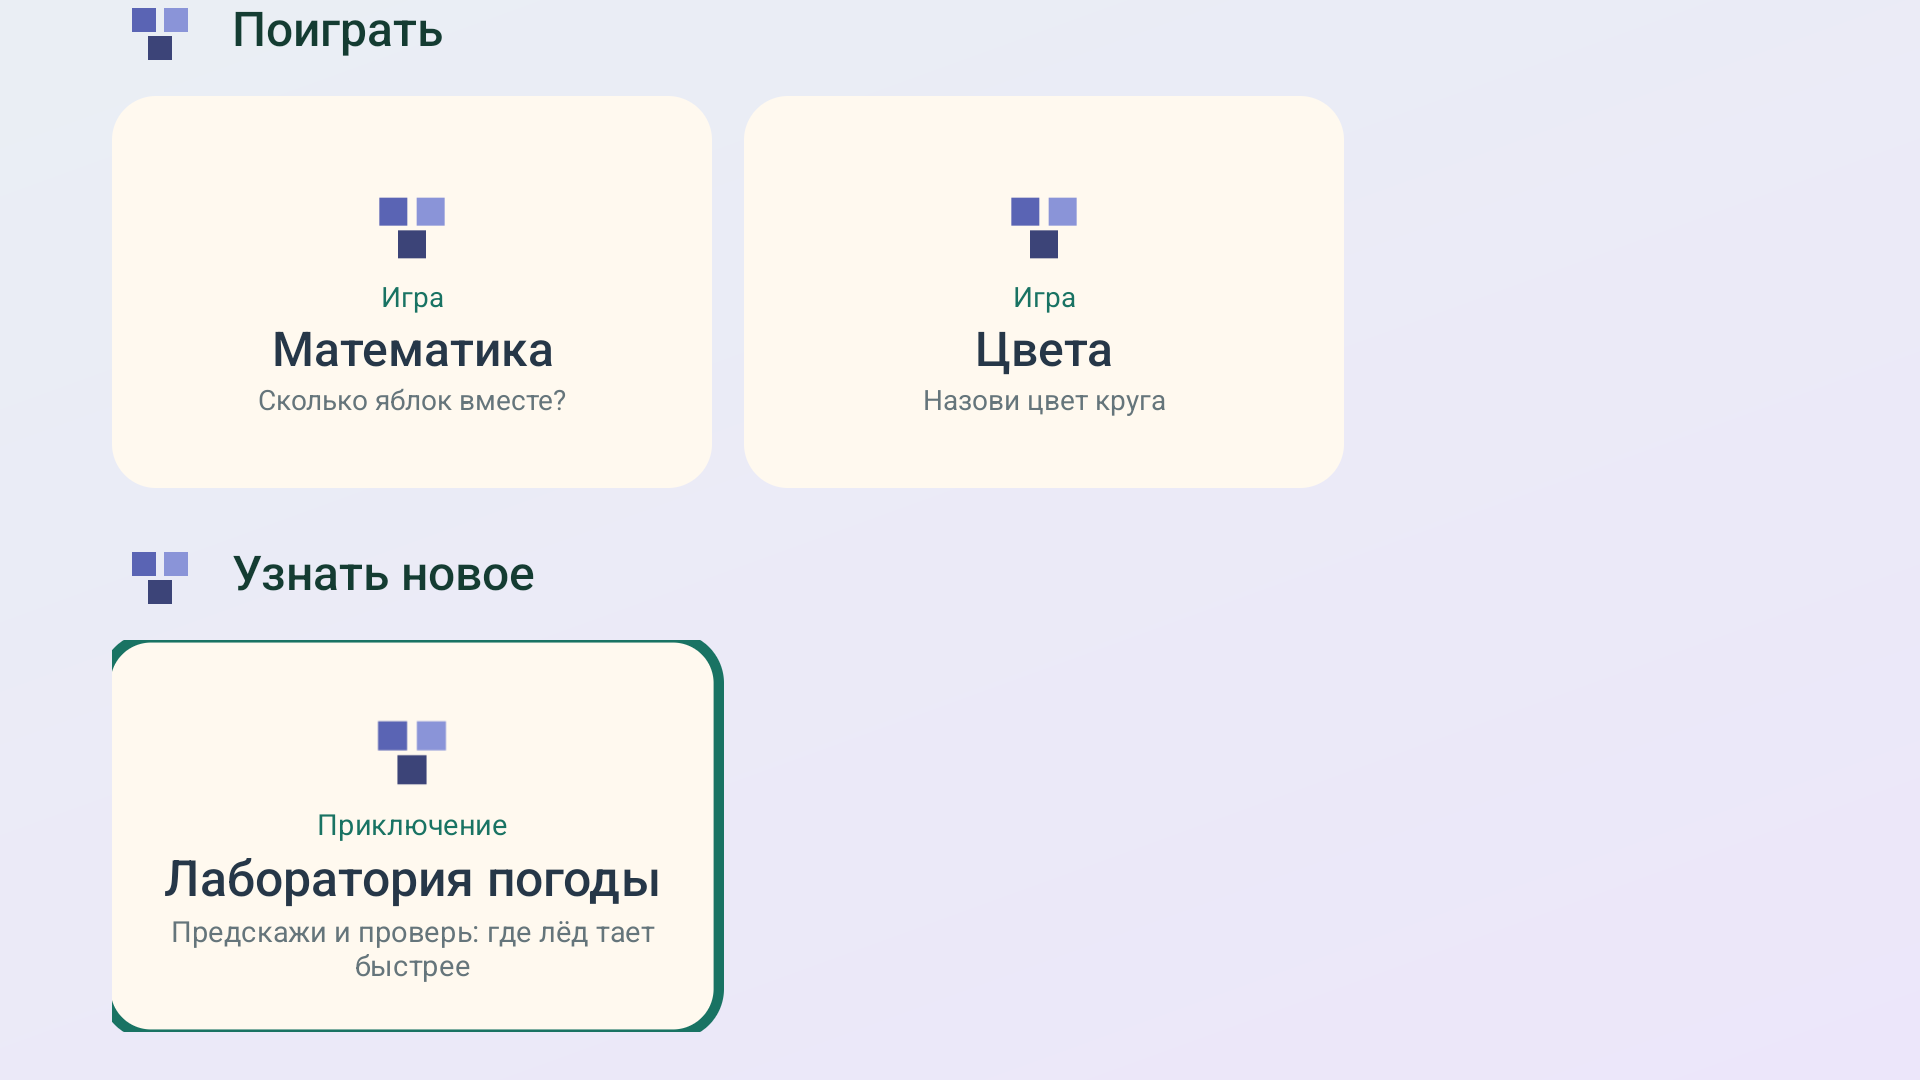 Поиграть
Игра
Математика
Сколько яблок вместе?
Игра
Цвета
Назови цвет круга
Узнать новое
Приключение
Лаборатория погоды
Предскажи и проверь: где лёд тает
быстрее